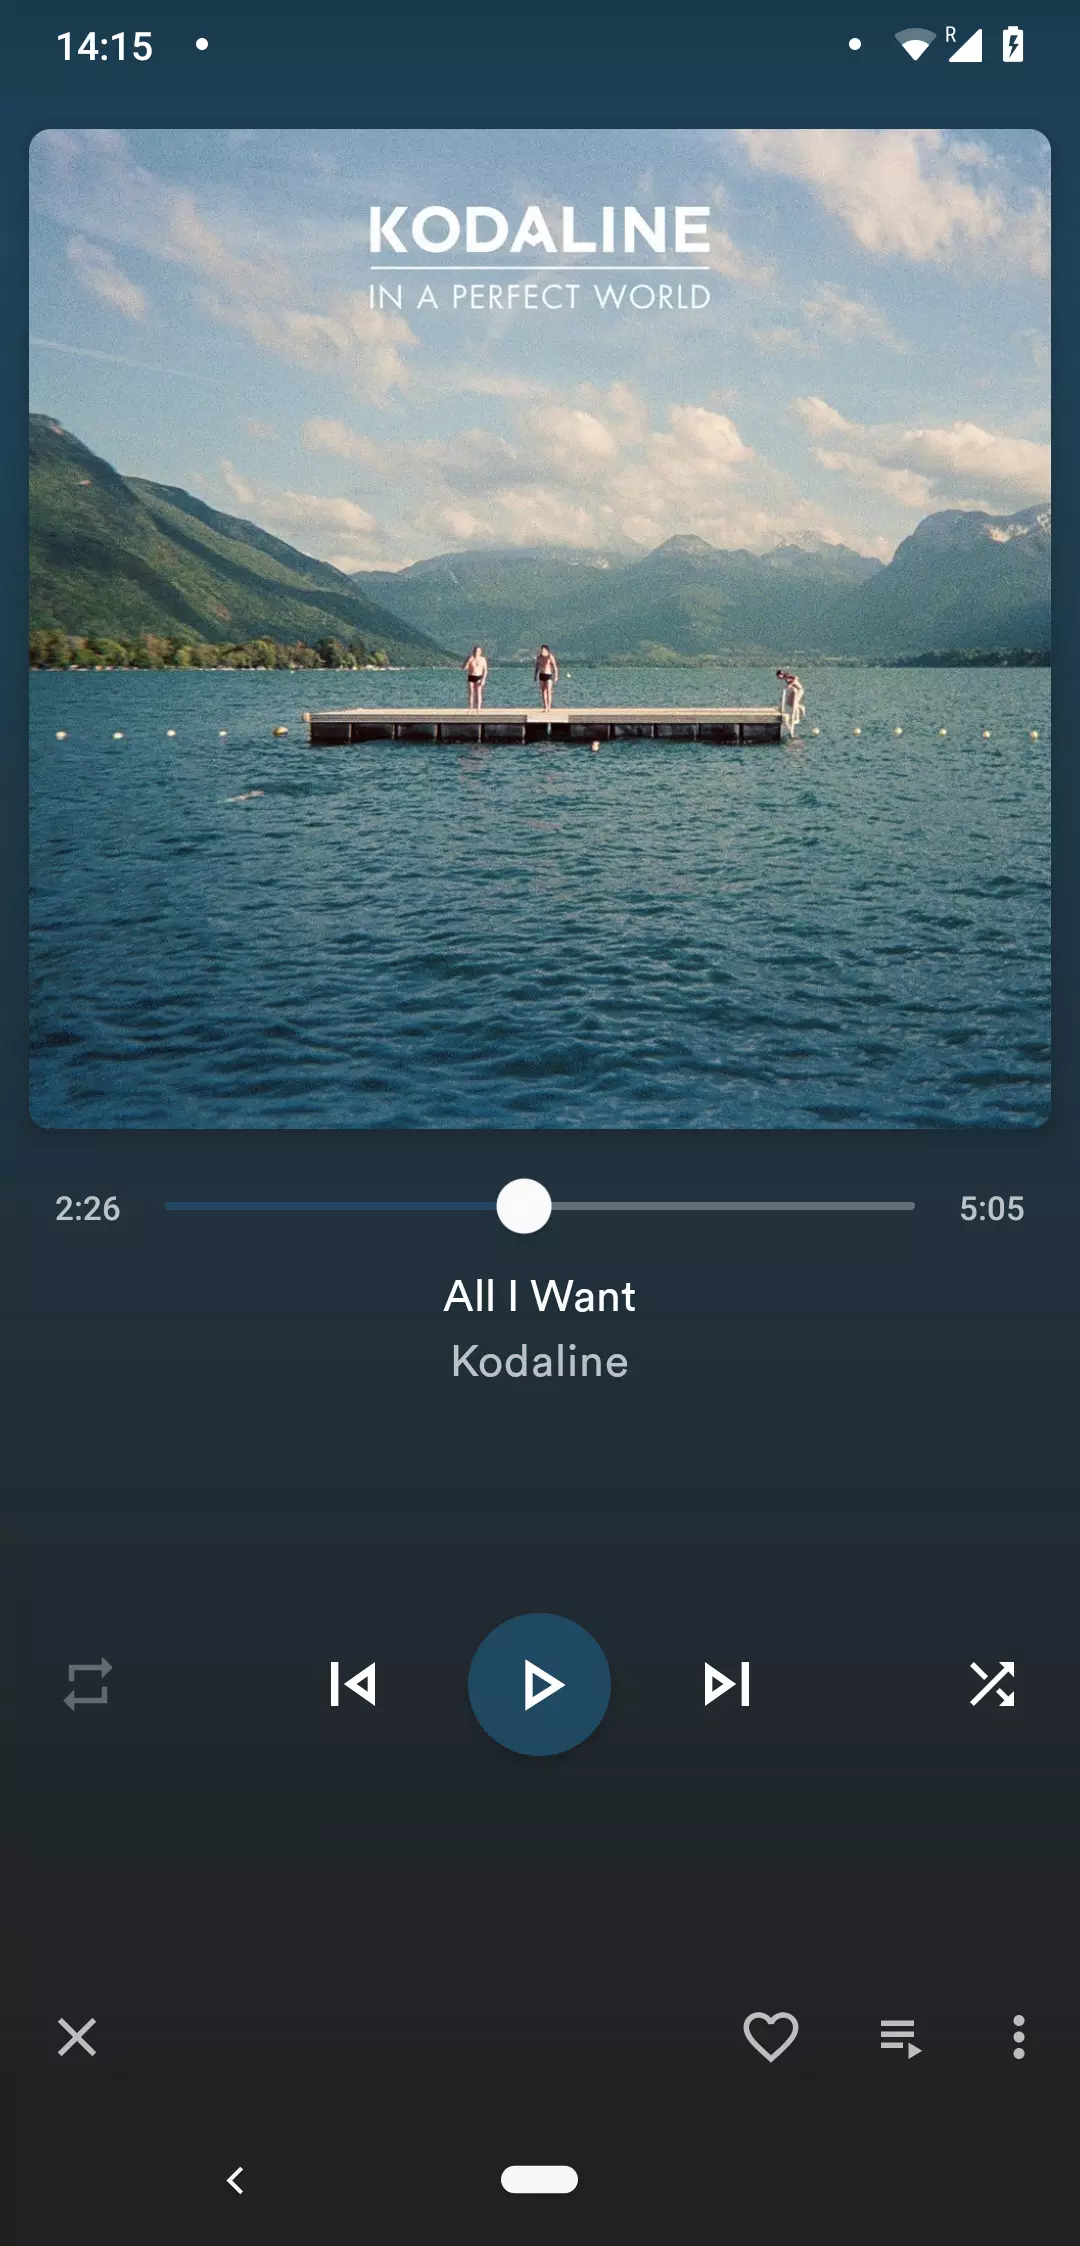 14:15
R
KODALINE
IN A PERFECT WORLD
2:26
5:05
All I Want
Kodaline